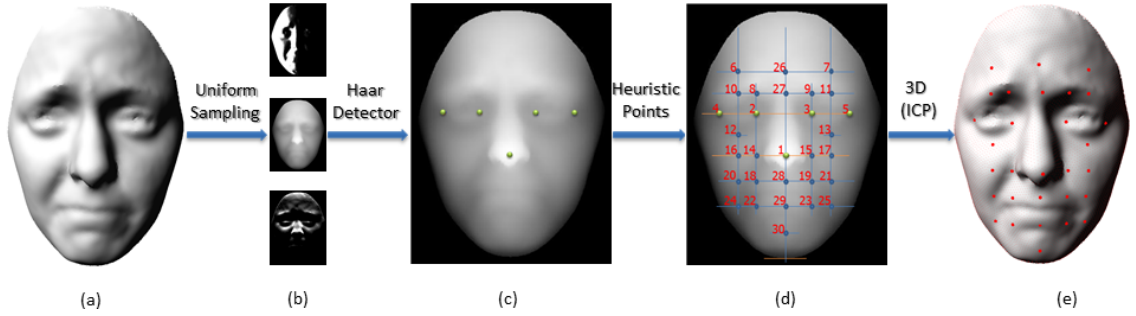 Uniform
Sampling
Haar
Detector
Heuristic
Points
3D
(ICP)
6 26 7
10 8 27 9 11
4 2 3 5
12 13
16 14 1 15 17
20 18 28 19 21
24 22 29 23 25
30
(a) (b) (c) (d) (e)